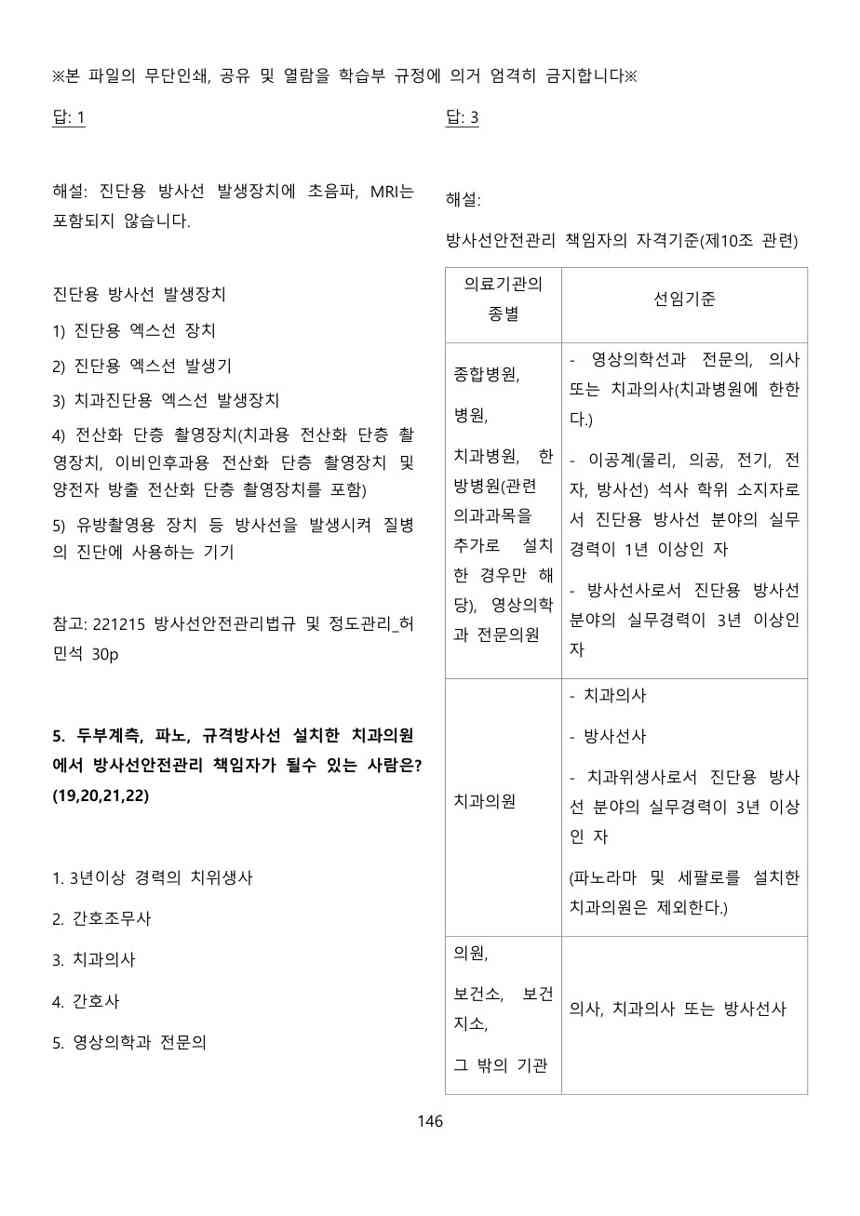 ※본 파일의 무단인쇄, 공유 및 열람을 학습부 규정에 의거 엄격히 금지합니다※
답: 1
해설: 진단용 방사선 발생장치에 초음파, MRI는
포함되지 않습니다.
진단용 방사선 발생장치
1) 진단용 엑스선 장치
2) 진단용 엑스선 발생기
3) 치과진단용 엑스선 발생장치
4) 전산화 단층 촬영장치(치과용 전산화 단층 촬
영장치, 이비인후과용 전산화 단층 촬영장치 및
양전자 방출 전산화 단층 촬영장치를 포함)
5) 유방촬영용 장치 등 방사선을 발생시켜 질병
의 진단에 사용하는 기기
참고: 221215 방사선안전관리법규 및 정도관리_허
민석 30p
5. 두부계측, 파노, 규격방사선 설치한 치과의원
에서 방사선안전관리 책임자가 될수 있는 사람은?
(19,20,21,22)
1. 3년이상 경력의 치위생사
2. 간호조무사
3. 치과의사
4. 간호사
5. 영상의학과 전문의
답: 3
해설:
방사선안전관리 책임자의 자격기준(제10조 관련)
의료기관의
종별
선임기준
종합병원,
병원,
치과병원, 한
방병원(관련
의과과목을
추가로 설치
한 경우만 해
당), 영상의학
과 전문의원
- 영상의학선과 전문의, 의사
또는 치과의사(치과병원에 한한
다.)
- 이공계(물리, 의공, 전기, 전
자, 방사선) 석사 학위 소지자로
서 진단용 방사선 분야의 실무
경력이 1년 이상인 자
- 방사선사로서 진단용 방사선
분야의 실무경력이 3년 이상인
자
치과의원
- 치과의사
- 방사선사
- 치과위생사로서 진단용 방사
선 분야의 실무경력이 3년 이상
인 자
(파노라마 및 세팔로를 설치한
치과의원은 제외한다.)
의원,
보건소, 보건
지소,
그 밖의 기관
의사, 치과의사 또는 방사선사
146